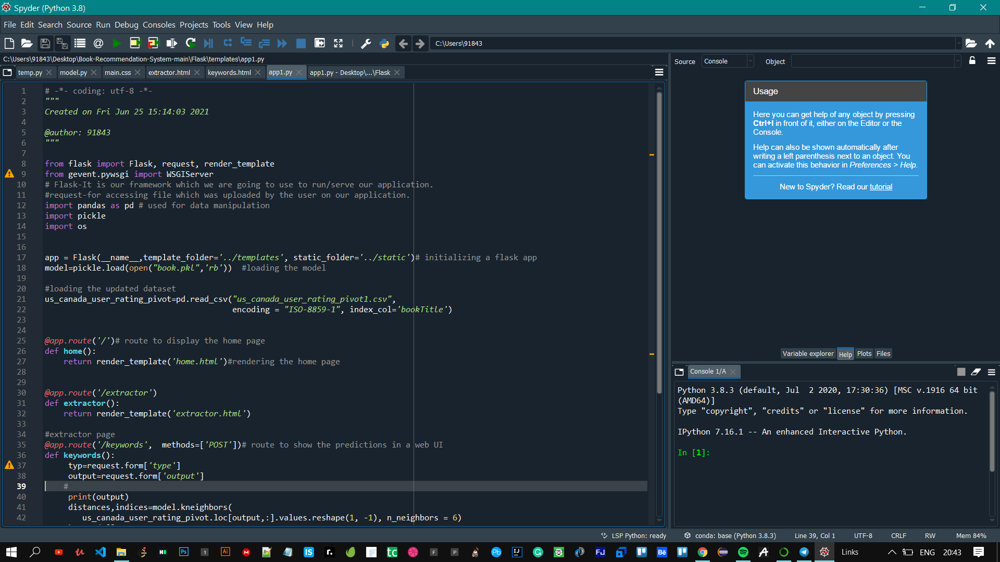 Spyder (Python 3.8)
File Edit Search Source Run Debug Consoles Projects Tools View Help
C:\Users\91843
C:\Users\91843\Desktop\Book-Recommendation-System-main\Flask\templates\app1.py
temp.py model.py main.css extractor.html keywords.html app1.py app1.py - Desktop\...\Flask
1 # -*- coding: utf-8 -*-
2 """
3 Created on Fri Jun 25 15:14:03 2021
4
5 @author: 91843
6 """
7
8 from flask import Flask, request, render_template
9 from gevent.pywsgi import WSGIServer
10 # Flask-It is our framework which we are going to use to run/serve our application.
11 #request-for accessing file which was uploaded by the user on our application.
12 import pandas as pd # used for data manipulation
13 import pickle
14 import os
15
16
17 app = Flask(__name__,template_folder='../templates', static_folder='../static')# initializing a flask app
18 model=pickle.load(open("book.pkl",'rb'))  #loading the model
19
20 #loading the updated dataset
21 us_canada_user_rating_pivot=pd.read_csv("us_canada_user_rating_pivot1.csv",
22 encoding = "ISO-8859-1", index_col='bookTitle')
23
24
25 @app.route('/')# route to display the home page
26 def home():
27 return render_template('home.html')#rendering the home page
28
29
30 @app.route('/extractor')
31 def extractor():
32 return render_template('extractor.html')
33
34 #extractor page
35 @app.route('/keywords',  methods=['POST'])# route to show the predictions in a web UI
36 def keywords():
37 typ=request.form['type']
38 output=request.form['output']
39 #
40 print(output)
41 distances,indices=model.kneighbors(
42 us_canada_user_rating_pivot.loc[output,:].values.reshape(1, -1), n_neighbors = 6)
Source Console Object
Usage
Here you can get help of any object by pressing
Ctrl+I in front of it, either on the Editor or the
Console.
Help can also be shown automatically after
writing a left parenthesis next to an object. You
can activate this behavior in Preferences > Help.
New to Spyder? Read our tutorial
Variable explorer Help Plots Files
Console 1/A
Python 3.8.3 (default, Jul  2 2020, 17:30:36) [MSC v.1916 64 bit
(AMD64)]
Type "copyright", "credits" or "license" for more information.
IPython 7.16.1 -- An enhanced Interactive Python.
In [1]:
LSP Python: ready conda: base (Python 3.8.3) Line 39, Col 1 UTF-8 CRLF RW Mem 84%
Links ENG 20:43